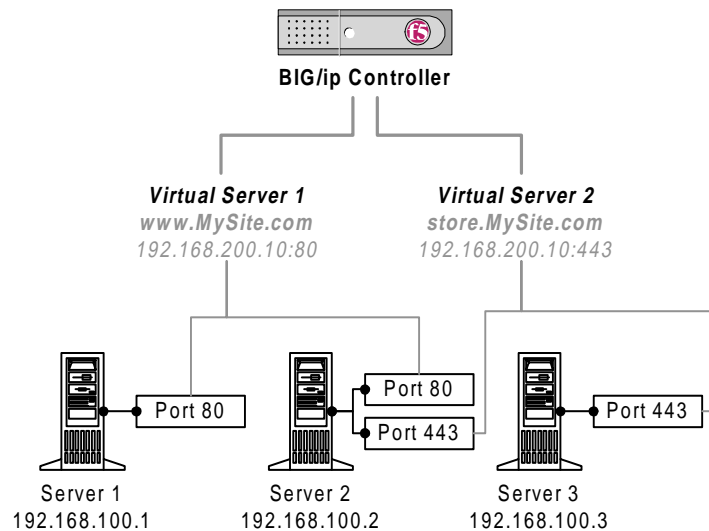 f5
BIG/ip Controller
Virtual Server 1
www.MySite.com
192.168.200.10:80
Virtual Server 2
store.MySite.com
192.168.200.10:443
Port 80
Port 80
Port 443
Port 443
Server 1
192.168.100.1
Server 2
192.168.100.2
Server 3
192.168.100.3